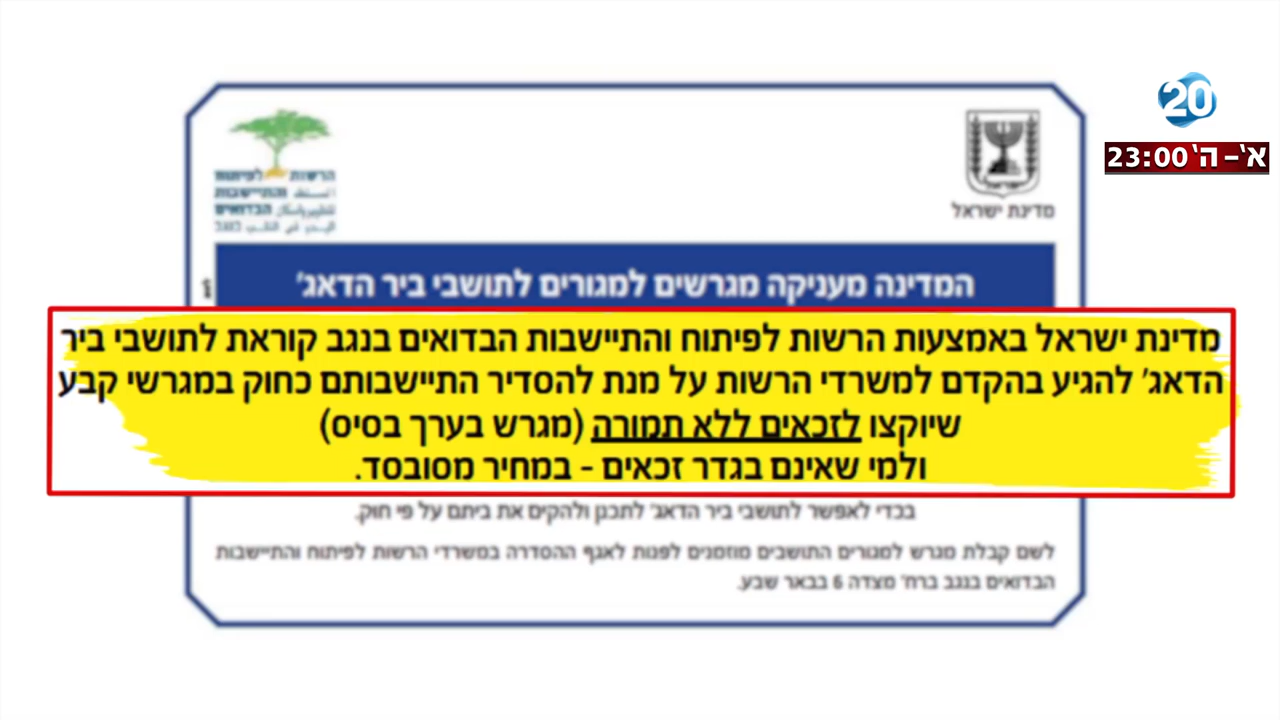 20
א'-ה' 23:00
מדינת ישראל
הרשות לפיתוח
והתיישבות
הבדואים
המדינה מעניקה מגרשים למגורים לתושבי ביר הדאג'
מדינת ישראל באמצעות הרשות לפיתוח והתיישבות הבדואים בנגב קוראת לתושבי ביר
הדאג' להגיע בהקדם למשרדי הרשות על מנת להסדיר התיישבותם כחוק במגרשי קבע
שיוקצו לזכאים ללא תמורה (מגרש בערך בסיס)
ולמי שאינם בגדר זכאים - במחיר מסובסד.
בכדי לאפשר לתושבי ביר הדאג' לתכנן ולהקים את ביתם על פי חוק.
לשם קבלת מגרש למגורים התושבים מוזמנים לפנות לאגף ההסדרה במשרדי הרשות לפיתוח והתיישבות
הבדואים בנגב ברח' מצדה 6 בבאר שבע.